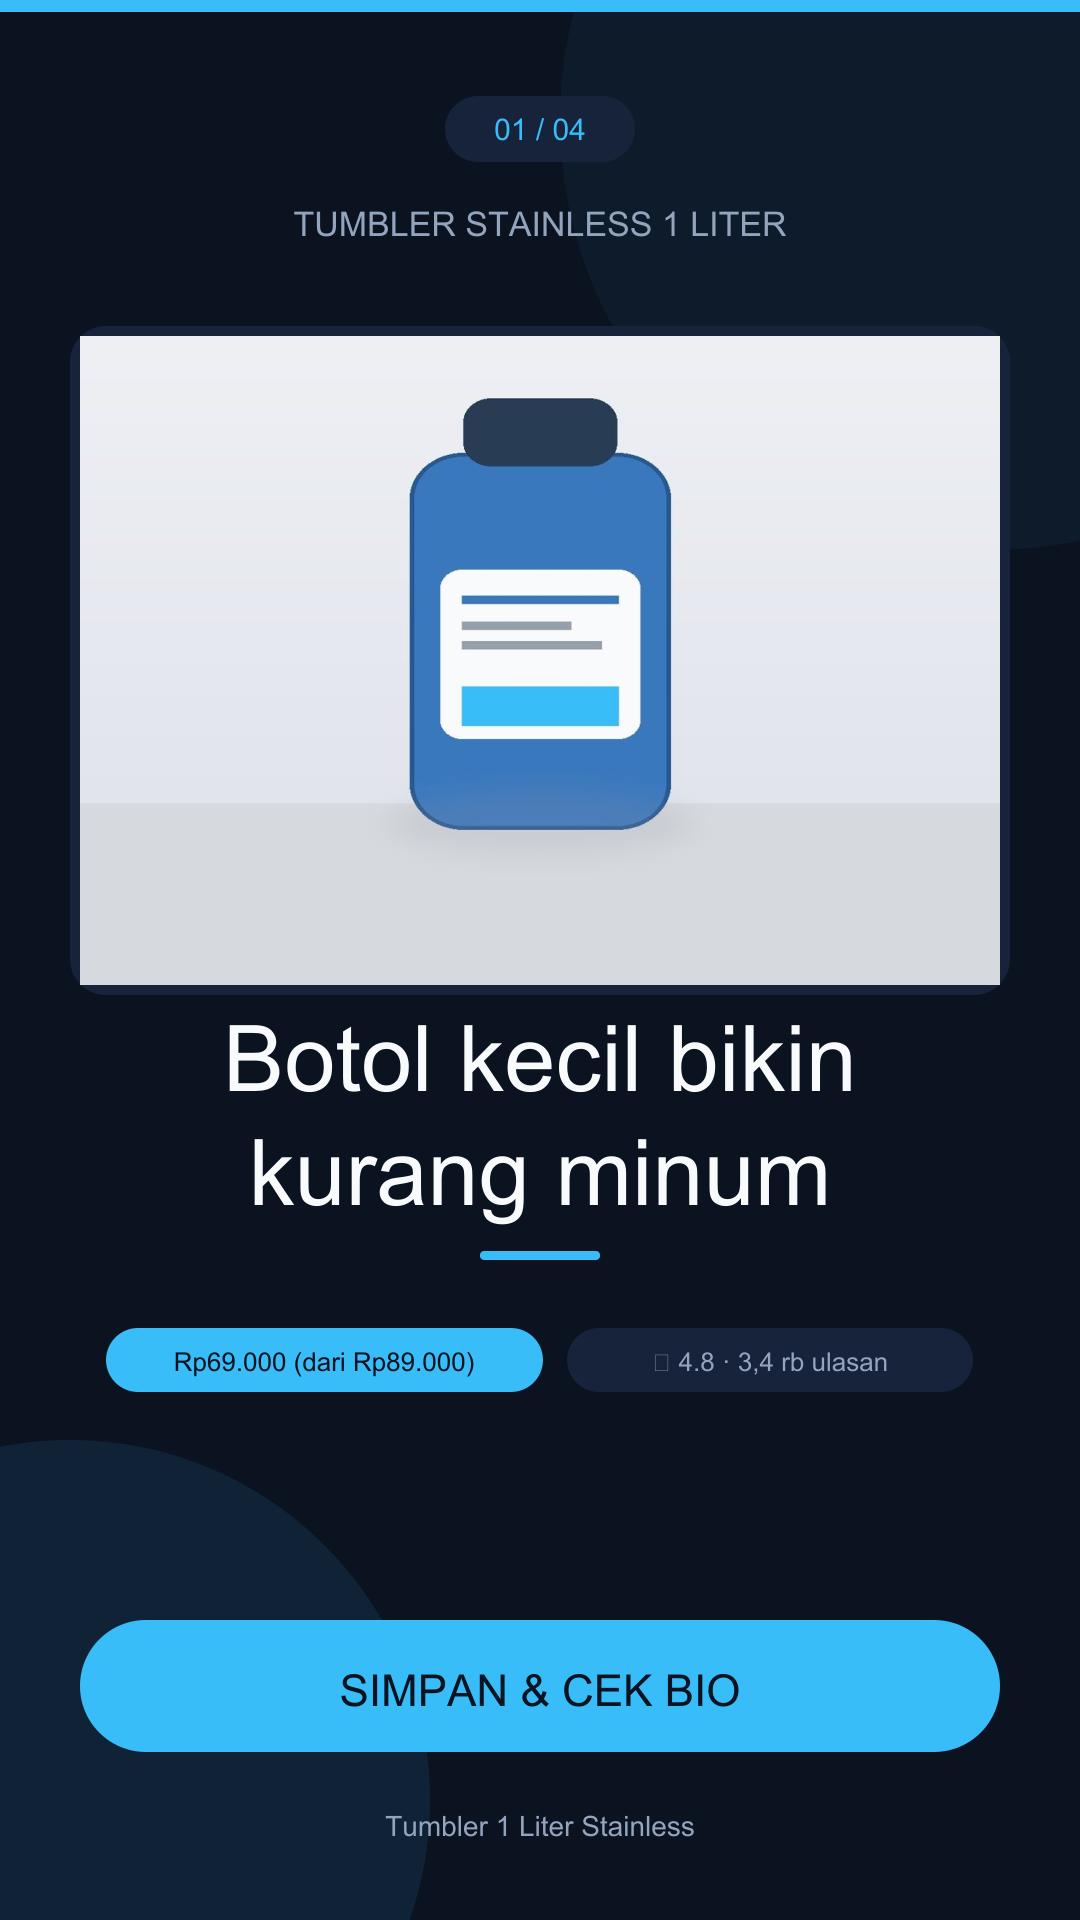 01 / 04
TUMBLER STAINLESS 1 LITER
Botol kecil bikin
kurang minum
Rp69.000 (dari Rp89.000)
4.8 · 3,4 rb ulasan
SIMPAN & CEK BIO
Tumbler 1 Liter Stainless